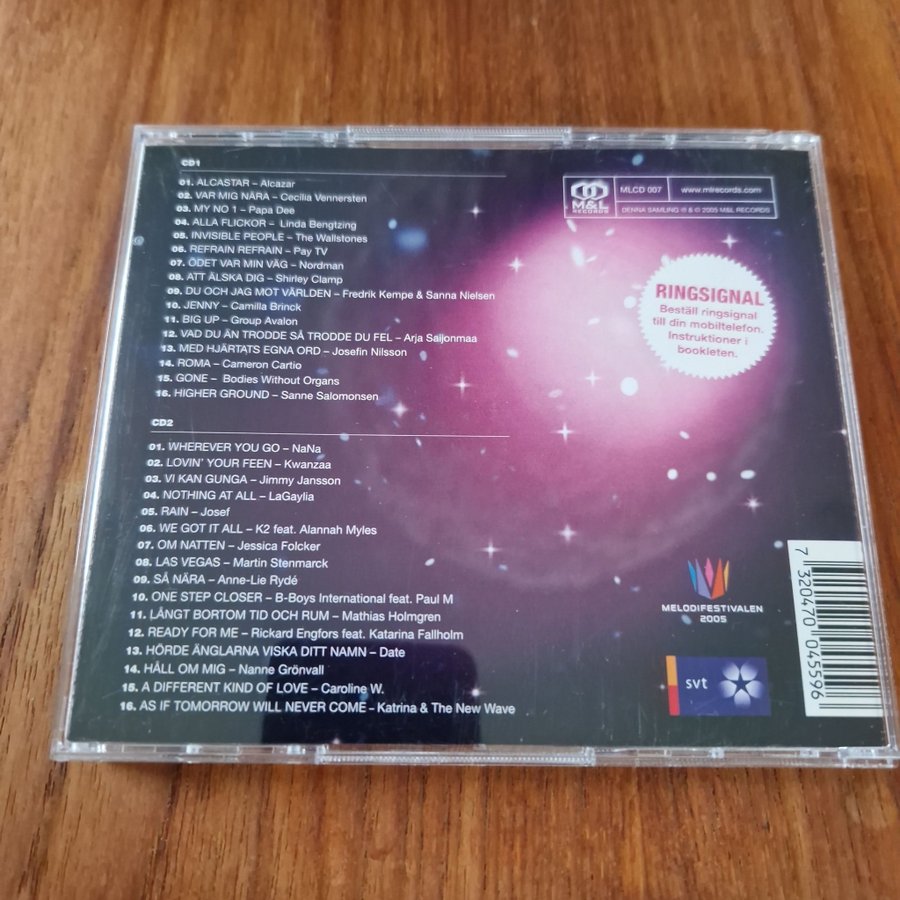 CD1
01. ALCASTAR – Alcazar
02. VAR MIG NÄRA – Cecilia Vennersten
03. MY NO 1 – Papa Dee
04. ALLA FLICKOR – Linda Bengtzing
05. INVISIBLE PEOPLE – The Wallstones
06. REFRAIN REFRAIN – Pay TV
07. ÖDET VAR MIN VÄG – Nordman
08. ATT ÄLSKA DIG – Shirley Clamp
09. DU OCH JAG MOT VÄRLDEN – Fredrik Kempe & Sanna Nielsen
10. JENNY – Camilla Brinck
11. BIG UP – Group Avalon
12. VAD DU ÄN TRODDE SÅ TRODDE DU FEL – Arja Saijonmaa
13. MED HJÄRTATS EGNA ORD – Josefin Nilsson
14. ROMA – Cameron Cartio
15. GONE – Bodies Without Organs
16. HIGHER GROUND – Sanne Salomonsen
CD2
01. WHEREVER YOU GO – NaNa
02. LOVIN' YOUR FEEN – Kwanzaa
03. VI KAN GUNGA – Jimmy Jansson
04. NOTHING AT ALL – LaGaylia
05. RAIN – Josef
06. WE GOT IT ALL – K2 feat. Alannah Myles
07. OM NATTEN – Jessica Folcker
08. LAS VEGAS – Martin Stenmarck
09. SÅ NÄRA – Anne-Lie Rydé
10. ONE STEP CLOSER – B-Boys International feat. Paul M
11. LÅNGT BORTOM TID OCH RUM – Mathias Holmgren
12. READY FOR ME – Rickard Engfors feat. Katarina Fallholm
13. HÖRDE ÄNGLARNA VISKA DITT NAMN – Date
14. HÅLL OM MIG – Nanne Grönvall
15. A DIFFERENT KIND OF LOVE – Caroline W.
16. AS IF TOMORROW WILL NEVER COME – Katrina & The New Wave
M&L
RECORDS
MLCD 007
www.mlrecords.com
DENNA SAMLING ℗ & © 2005 M&L RECORDS
RINGSIGNAL
Beställ ringsignal
till din mobiltelefon.
Instruktioner i
bookleten.
MELODIFESTIVALEN
2005
svt
7 320470 045596